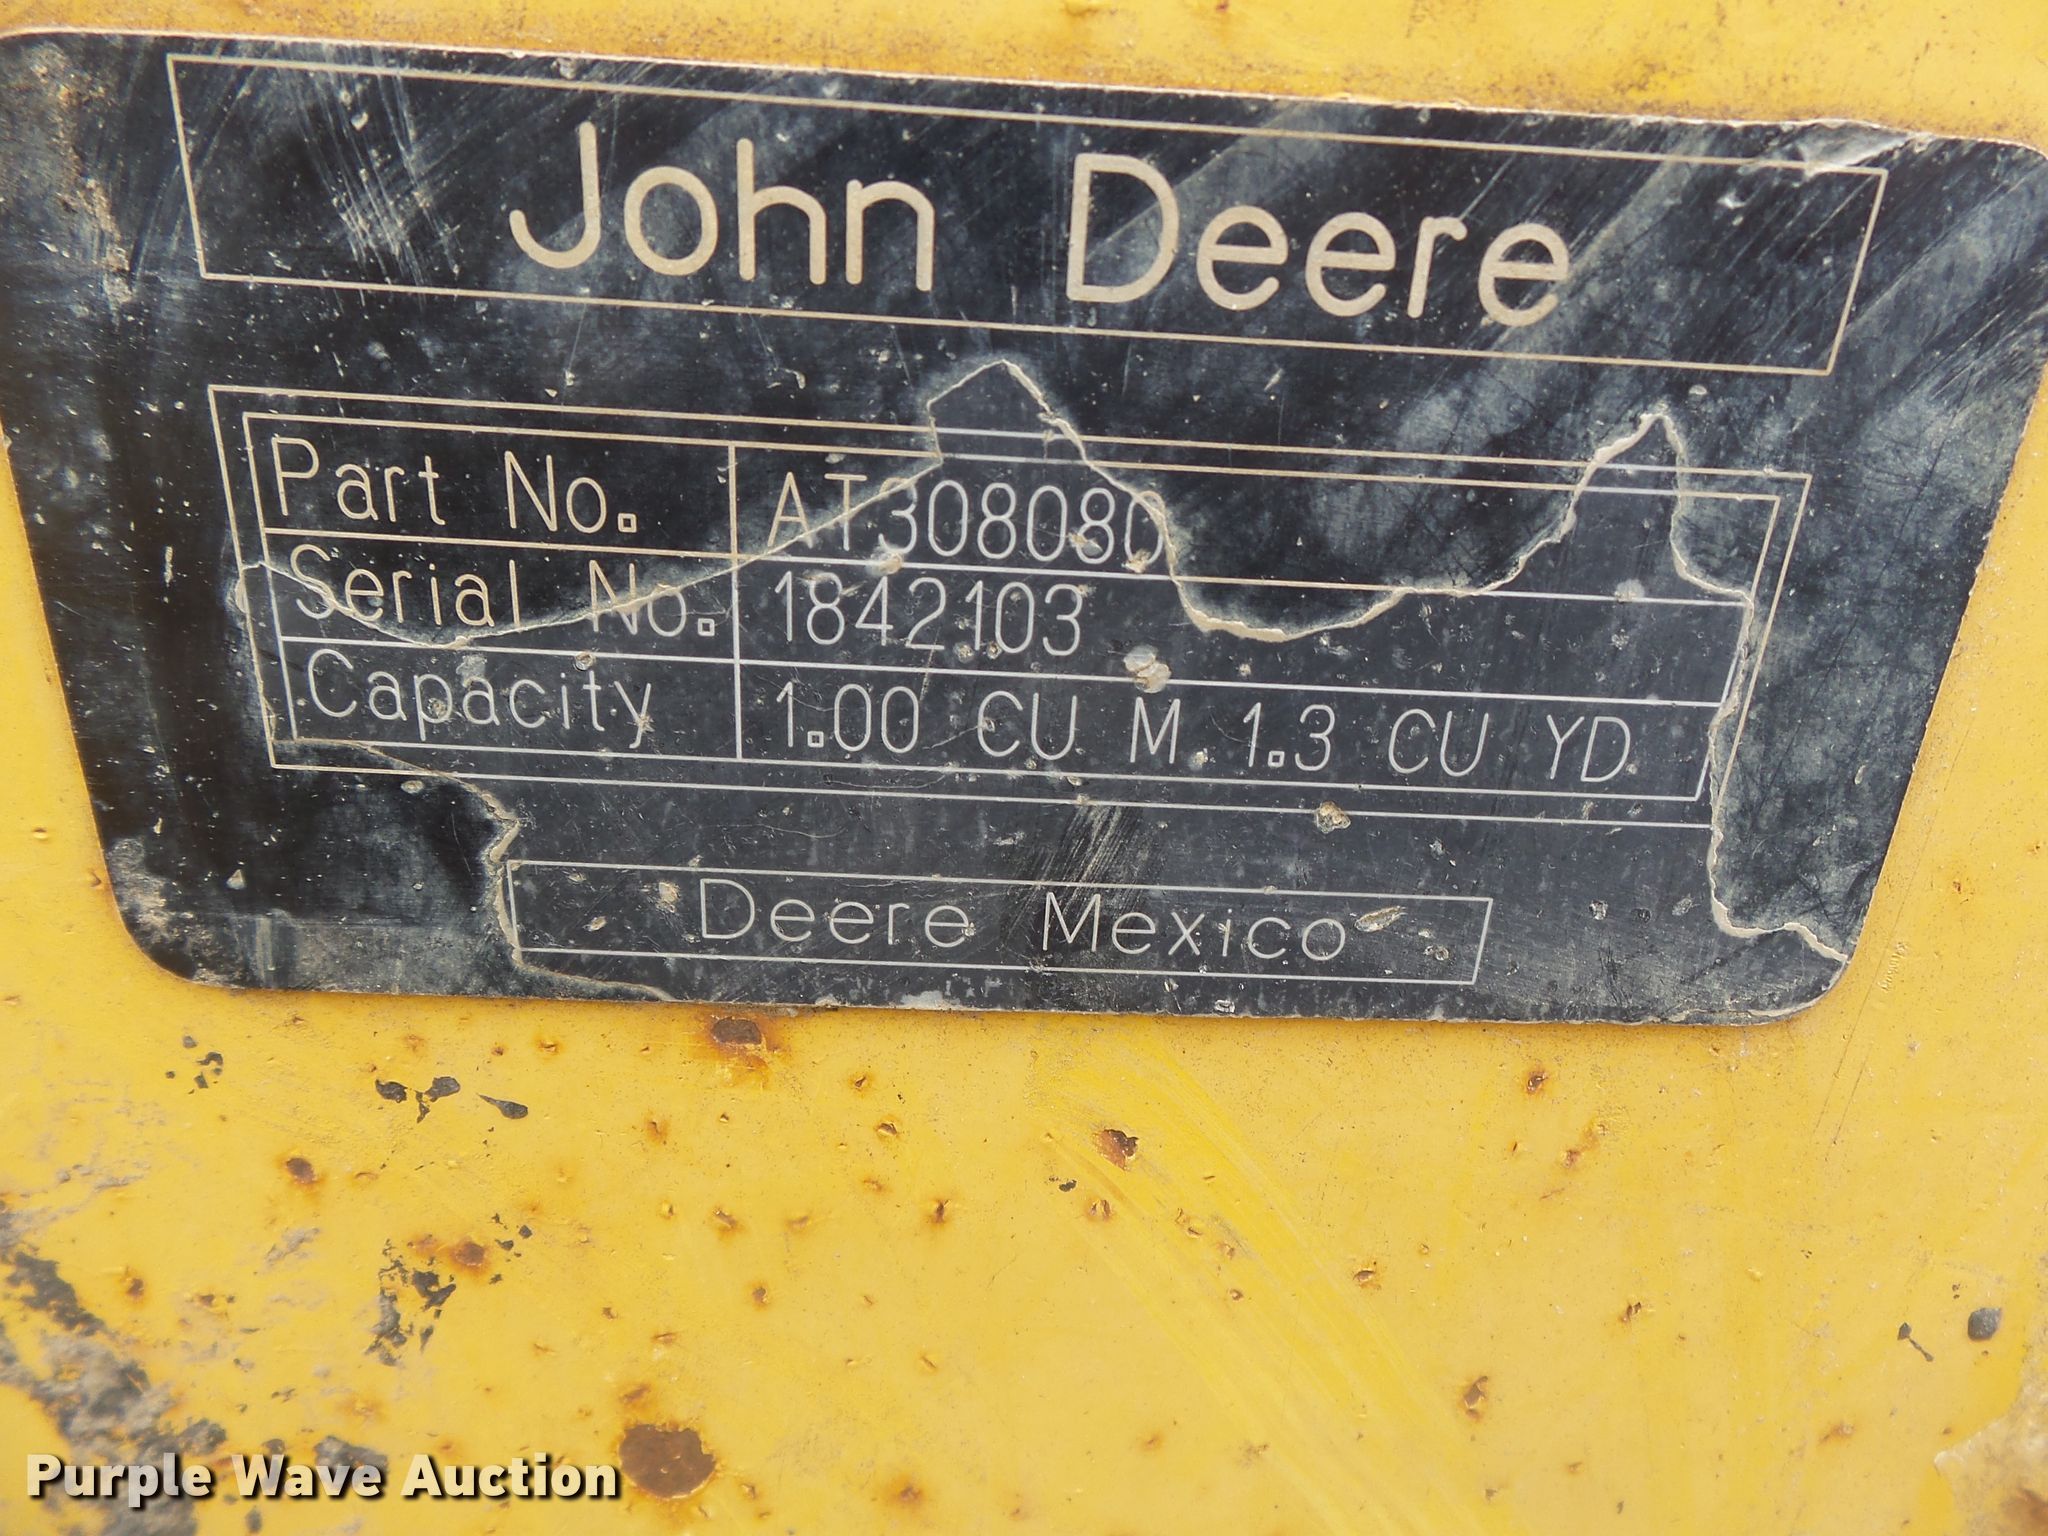 John Deere
Part No. AT308080
Serial No. 1842103
Capacity 1.00 CU M. 1.3 CU YD.
Deere Mexico
Purple Wave Auction